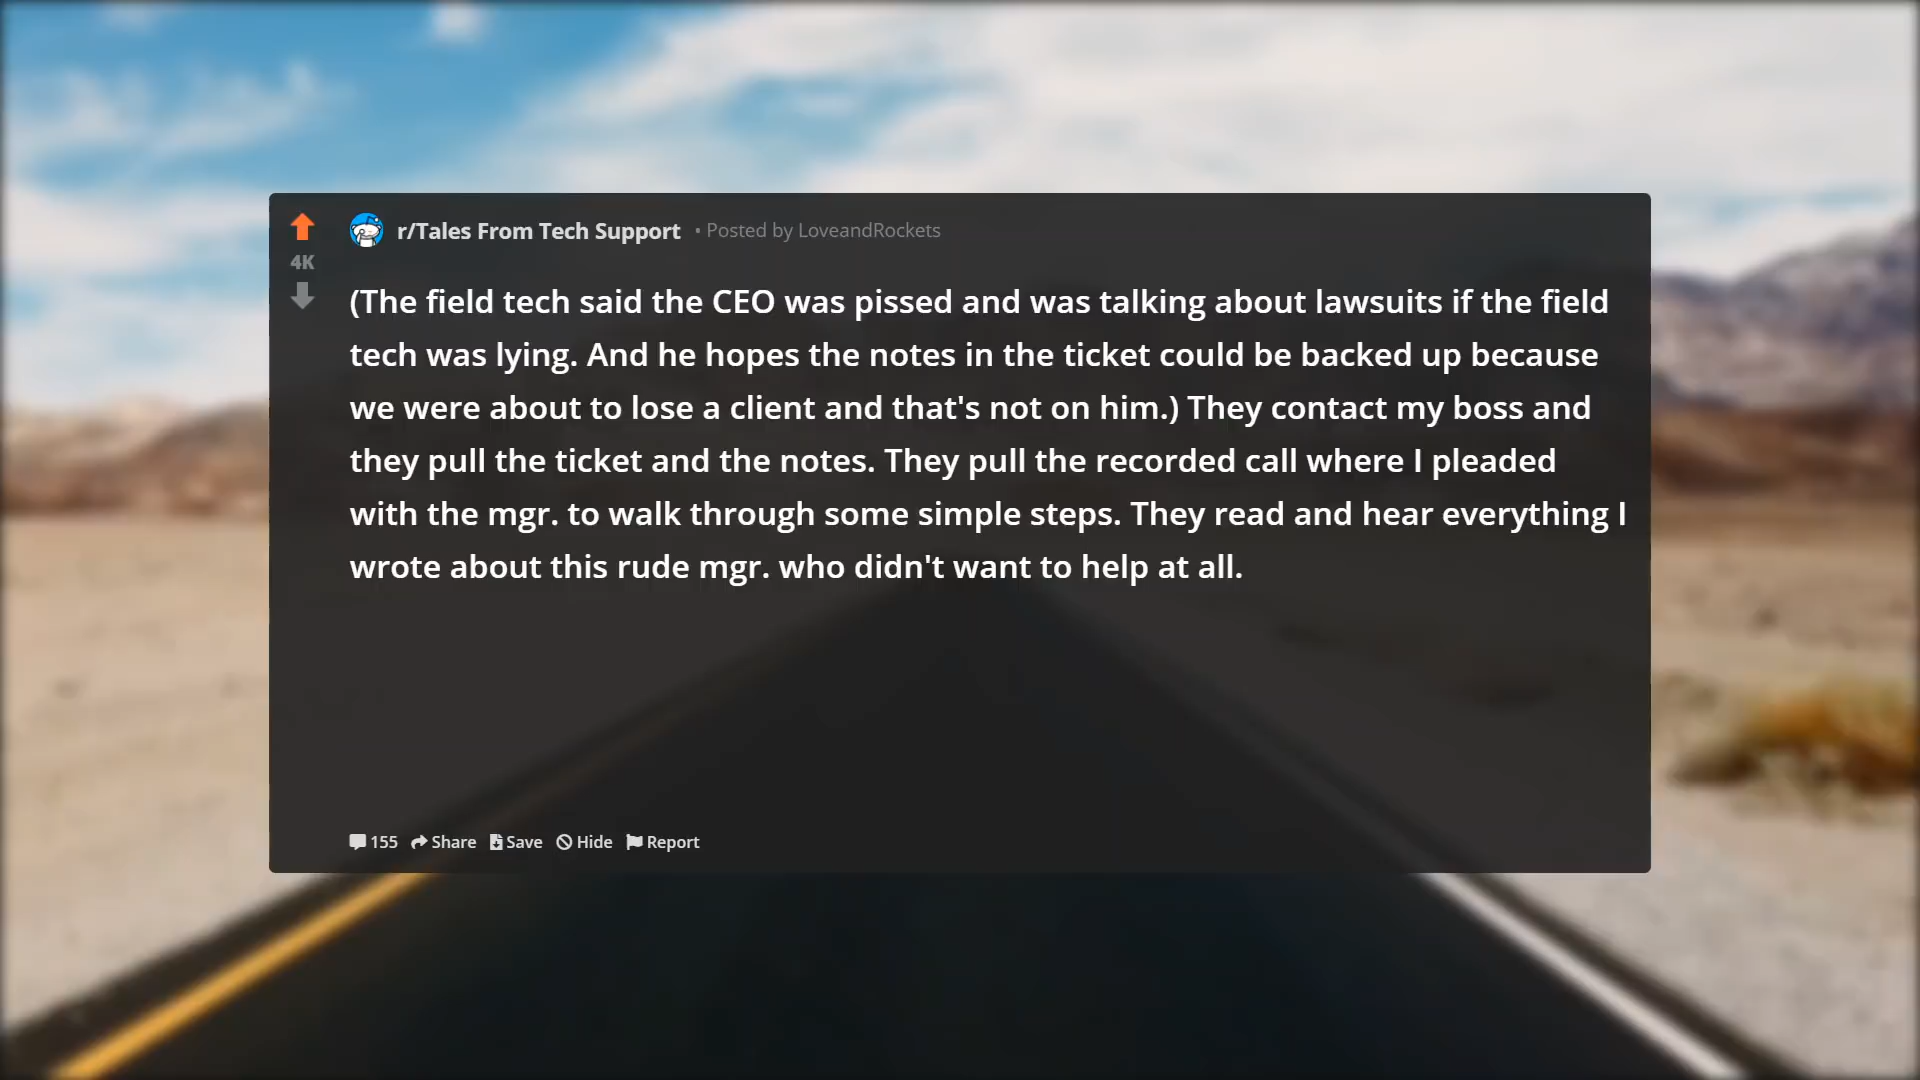 r/Tales From Tech Support • Posted by LoveandRockets
4K
(The field tech said the CEO was pissed and was talking about lawsuits if the field
tech was lying. And he hopes the notes in the ticket could be backed up because
we were about to lose a client and that's not on him.) They contact my boss and
they pull the ticket and the notes. They pull the recorded call where I pleaded
with the mgr. to walk through some simple steps. They read and hear everything I
wrote about this rude mgr. who didn't want to help at all.
155 Share Save Hide Report